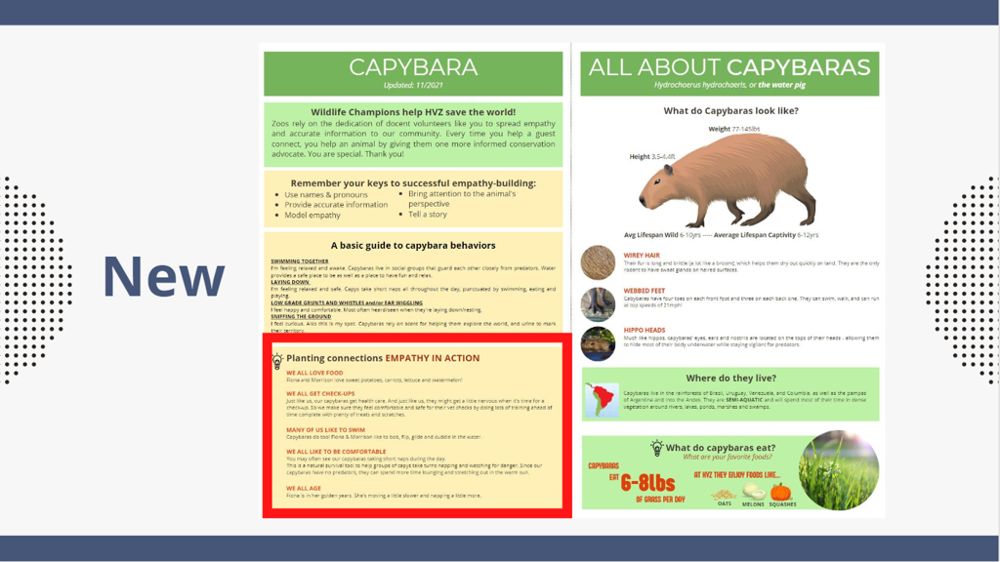 New
CAPYBARA
Updated: 11/2021
Wildlife Champions help HVZ save the world!
Zoos rely on the dedication of docent volunteers like you to spread empathy
and accurate information to our community. Every time you help a guest
connect, you help an animal by giving them one more informed conservation
advocate. You are special. Thank you!
Remember your keys to successful empathy-building:
• Use names & pronouns
• Provide accurate information
• Model empathy
• Bring attention to the animal's
perspective
• Tell a story
A basic guide to capybara behaviors
SWIMMING TOGETHER
I'm feeling relaxed and awake. Capybaras live in social groups that guard each other closely from predators. Water
provides a safe place to be as well as a place to have fun and relax.
LAYING DOWN
I'm feeling relaxed and safe. Capys take short naps all throughout the day, punctuated by swimming, eating and
playing.
LOW GRADE GRUNTS AND WHISTLES and/or EAR WIGGLING
I feel happy and comfortable. Most often heard/seen when they're laying down/resting.
SNIFFING THE GROUND
I feel curious. Also this is my spot. Capybaras rely on scent for helping them explore the world, and urine to mark
their territory.
Planting connections EMPATHY IN ACTION
WE ALL LOVE FOOD
Fiona and Morrison love sweet potatoes, carrots, lettuce and watermelon!
WE ALL GET CHECK-UPS
Just like us, our capybaras get health care. And just like us, they might get a little nervous when it's time for a
check-up. So we make sure they feel comfortable and safe for their vet checks by doing lots of training ahead of
time complete with plenty of treats and scratches.
MANY OF US LIKE TO SWIM
Capybaras do too! Fiona & Morrison like to bob, flip, glide and cuddle in the water.
WE ALL LIKE TO BE COMFORTABLE
You may often see our capybaras taking short naps during the day.
This is a natural survival tool to help groups of capys take turns napping and watching for danger. Since our
capybaras have no predators, they can spend more time lounging and stretching out in the warm sun.
WE ALL AGE
Fiona is in her golden years. She's moving a little slower and napping a little more.
ALL ABOUT CAPYBARAS
Hydrochoerus hydrochaeris, or the water pig
What do Capybaras look like?
Weight 77-145lbs
Height 3.5-4.4ft
Avg Lifespan Wild 6-10yrs ---- Average Lifespan Captivity 6-12yrs
WIREY HAIR
Their fur is long and brittle (a lot like a broom), which helps them dry out quickly on land. They are the only
rodent to have sweat glands on haired surfaces.
WEBBED FEET
Capybaras have four toes on each front foot and three on each back one. They can swim, walk, and can run
at top speeds of 21mph!
HIPPO HEADS
Much like hippos, capybaras' eyes, ears and nostrils are located on the tops of their heads - allowing them
to hide most of their body underwater while staying vigilant for predators.
Where do they live?
Capybaras live in the rainforests of Brazil, Uruguay, Venezuela, and Columbia, as well as the pampas
of Argentina and into the Andes. They are SEMI-AQUATIC and will spend most of their time in dense
vegetation around rivers, lakes, ponds, marshes and swamps.
What do capybaras eat?
What are your favorite foods?
CAPYBARAS
EAT 6-8lbs
OF GRASS PER DAY
AT HVZ THEY ENJOY FOODS LIKE...
OATS MELONS SQUASHES